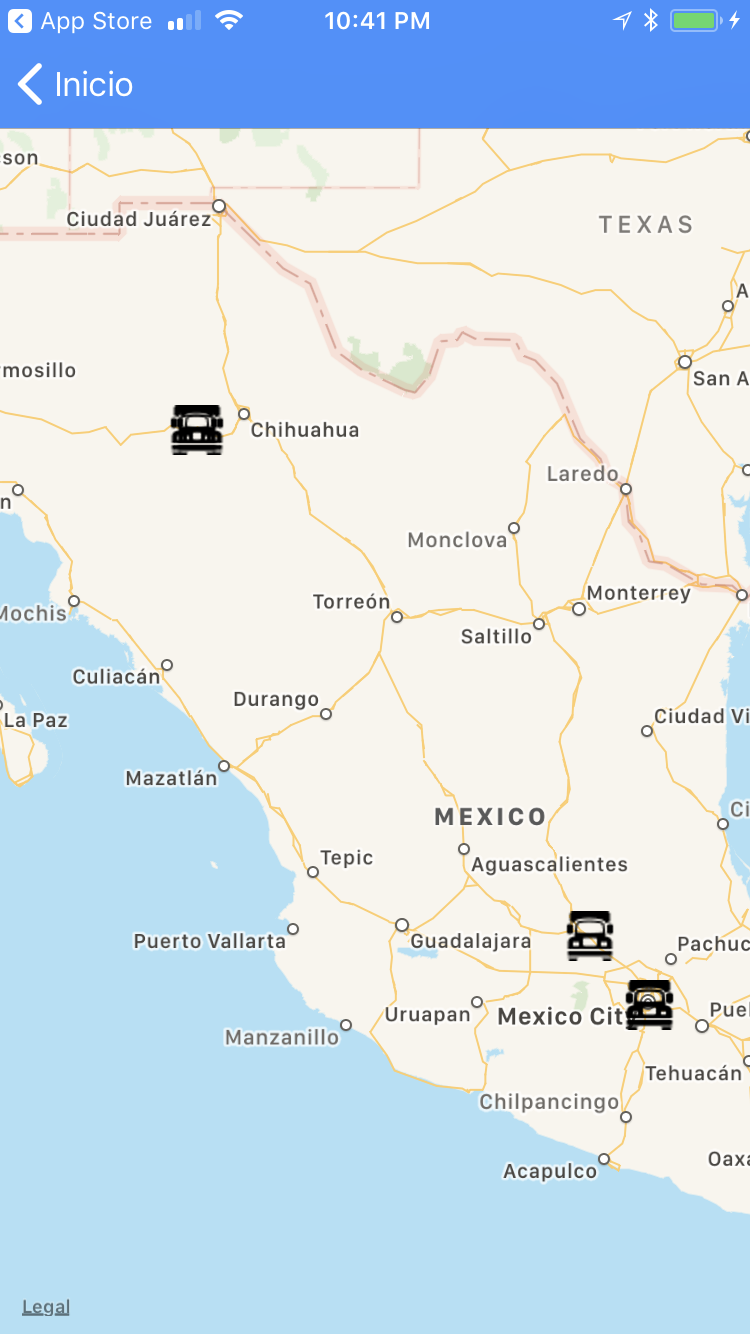 App Store
10:41 PM
Inicio
son
Ciudad Juárez
TEXAS
A
rmosillo
San A
Chihuahua
Laredo
n
Monclova
Monterrey
Torreón
Mochis
Saltillo
Culiacán
Durango
La Paz
Ciudad Vi
Mazatlán
Ci
MEXICO
Tepic
Aguascalientes
Puerto Vallarta
Guadalajara
Pachuc
Uruapan
Mexico Cit
Pue
Manzanillo
Tehuacán
Chilpancingo
Oaxa
Acapulco
Legal